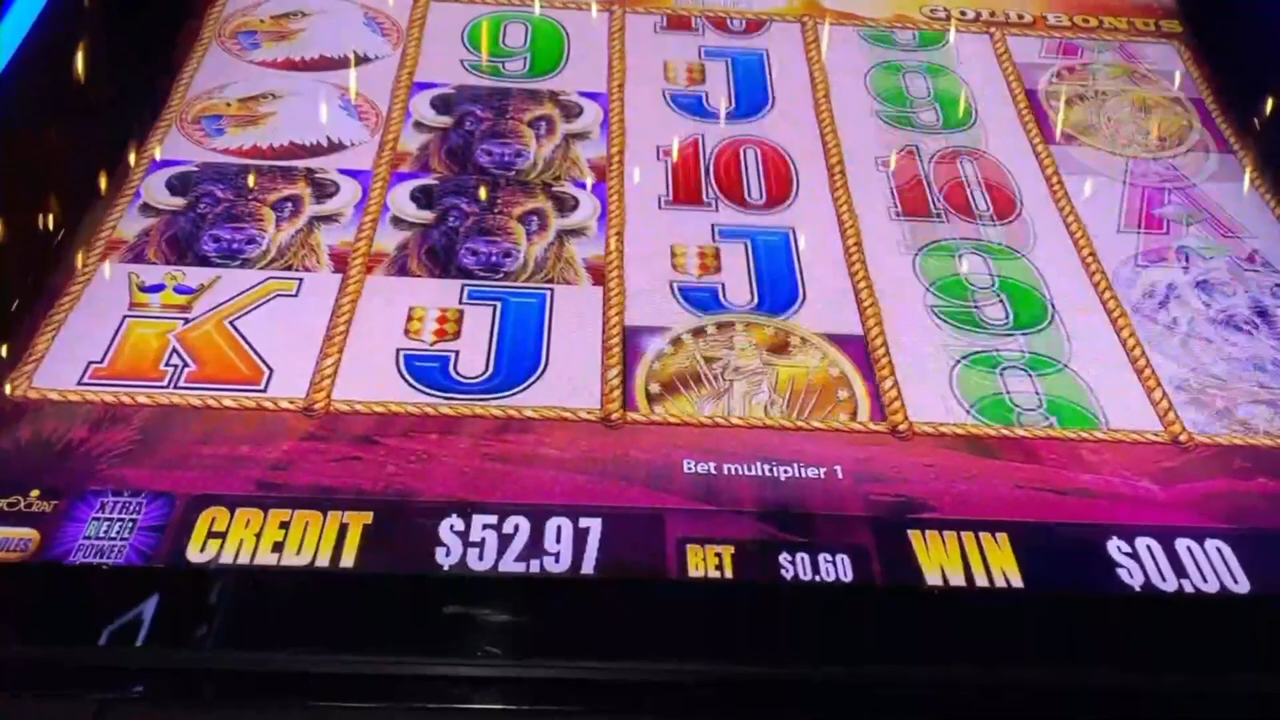 GOLD BONUS
9
10
J
10
J
K
J
9
10
9
Bet multiplier 1
XTRA
REEL
POWER
CREDIT $52.97 BET $0.60 WIN $0.00